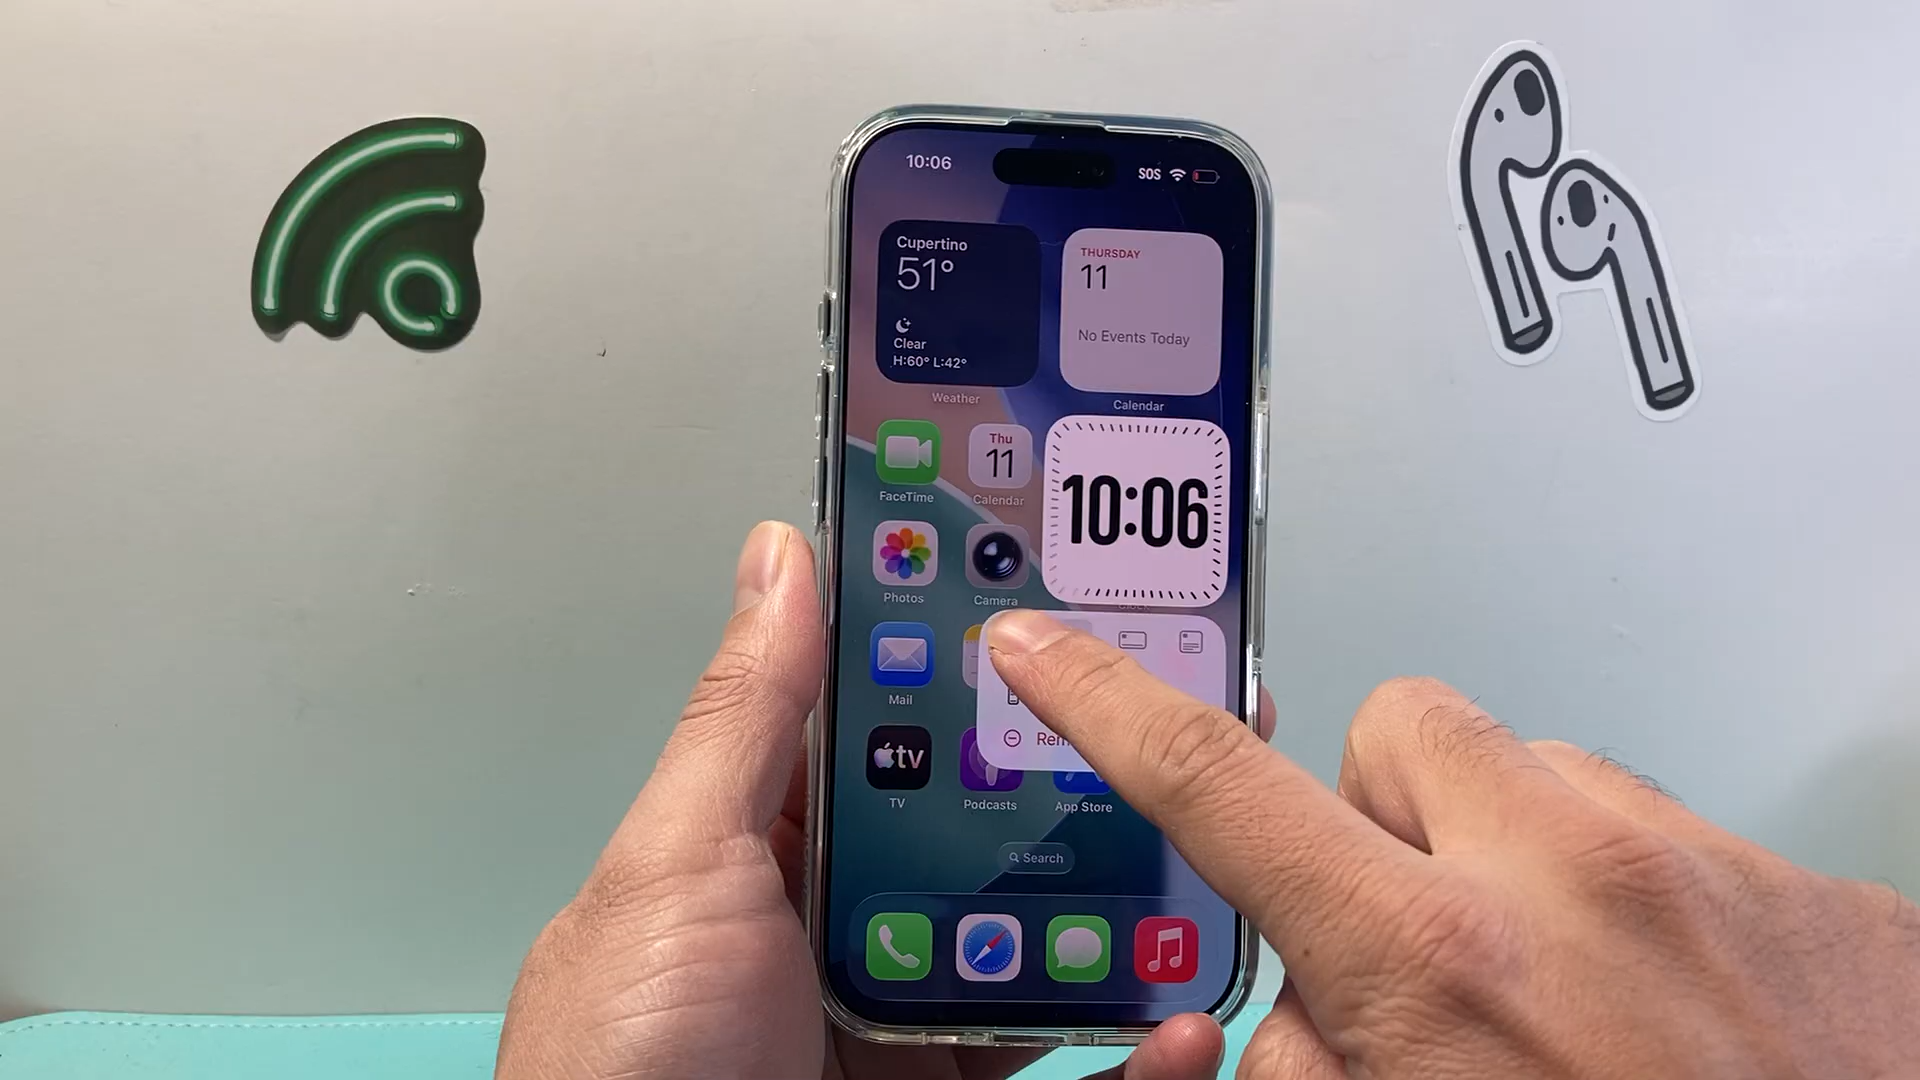 10:06
SOS
Cupertino
51°
Clear
H:60° L:42°
Weather
THURSDAY
11
No Events Today
Calendar
FaceTime
Thu
11
Calendar
10:06
Photos
Camera
Clock
Mail
tv
TV
Podcasts
App Store
Search